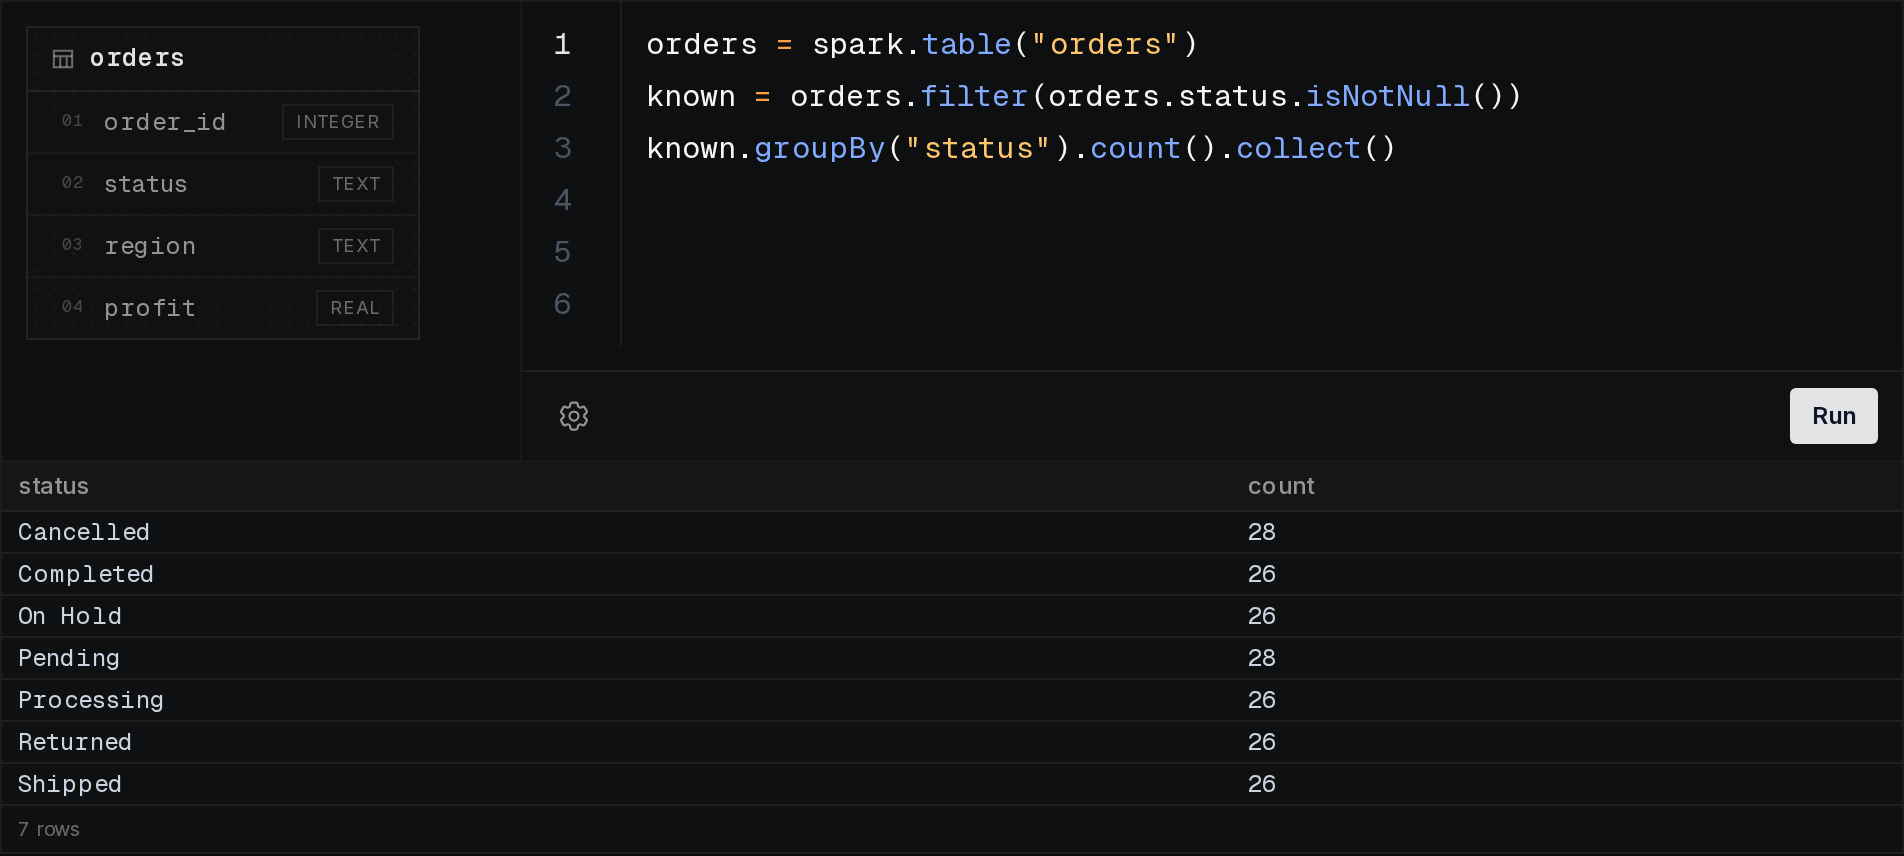 orders
01 order_id INTEGER
02 status TEXT
03 region TEXT
04 profit REAL
1 orders = spark.table("orders")
2 known = orders.filter(orders.status.isNotNull())
3 known.groupBy("status").count().collect()
4
5
6
Run
status count
Cancelled 28
Completed 26
On Hold 26
Pending 28
Processing 26
Returned 26
Shipped 26
7 rows